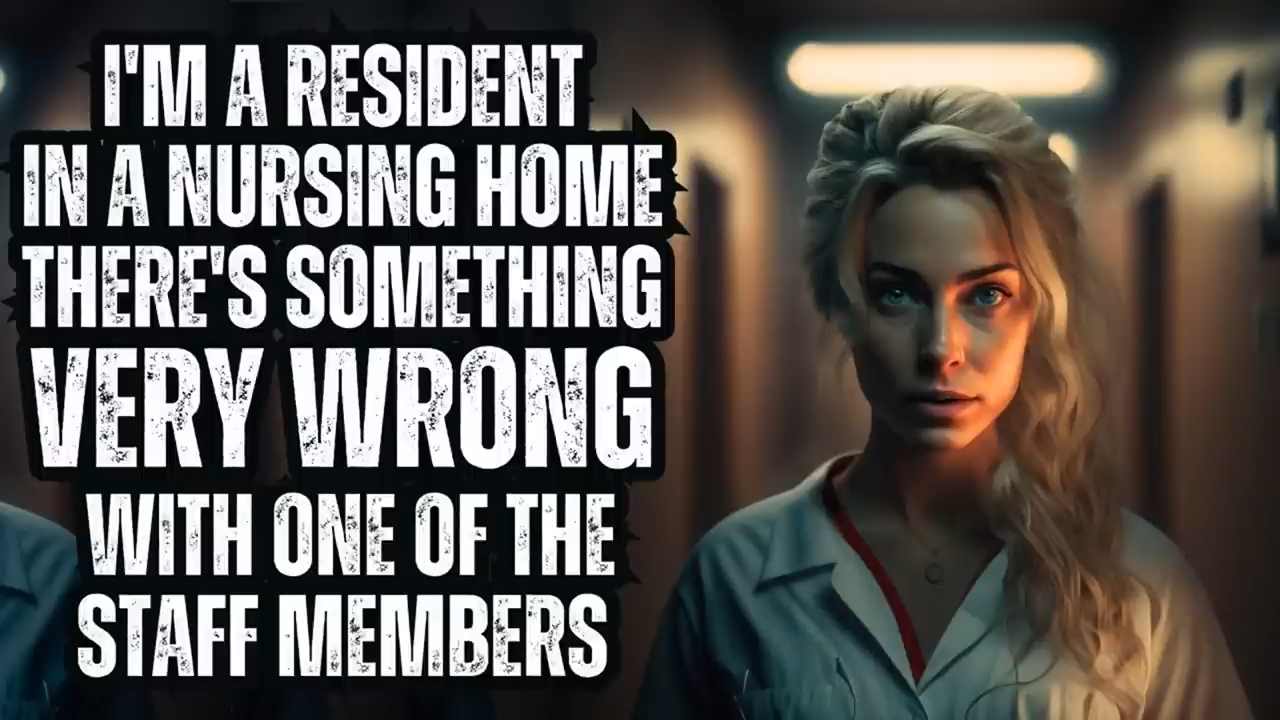 I'M A RESIDENT
IN A NURSING HOME
THERE'S SOMETHING
VERY WRONG
WITH ONE OF THE
STAFF MEMBERS